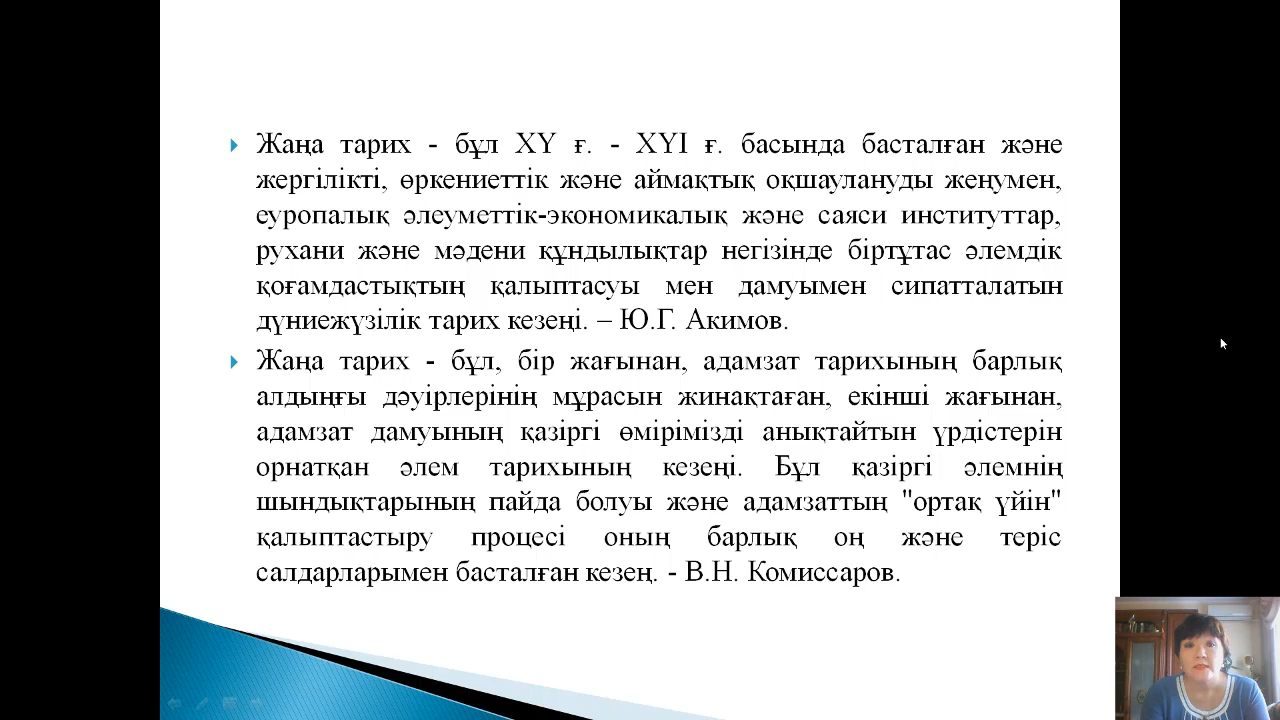 Жаңа тарих - бұл ХҮ ғ. - ХҮІ ғ. басында басталған және
жергілікті, өркениеттік және аймақтық оқшаулануды жеңумен,
еуропалық әлеуметтік-экономикалық және саяси институттар,
рухани және мәдени құндылықтар негізінде біртұтас әлемдік
қоғамдастықтың қалыптасуы мен дамуымен сипатталатын
дүниежүзілік тарих кезеңі. – Ю.Г. Акимов.
Жаңа тарих - бұл, бір жағынан, адамзат тарихының барлық
алдыңғы дәуірлерінің мұрасын жинақтаған, екінші жағынан,
адамзат дамуының қазіргі өмірімізді анықтайтын үрдістерін
орнатқан әлем тарихының кезеңі. Бұл қазіргі әлемнің
шындықтарының пайда болуы және адамзаттың "ортақ үйін"
қалыптастыру процесі оның барлық оң және теріс
салдарларымен басталған кезең. - В.Н. Комиссаров.